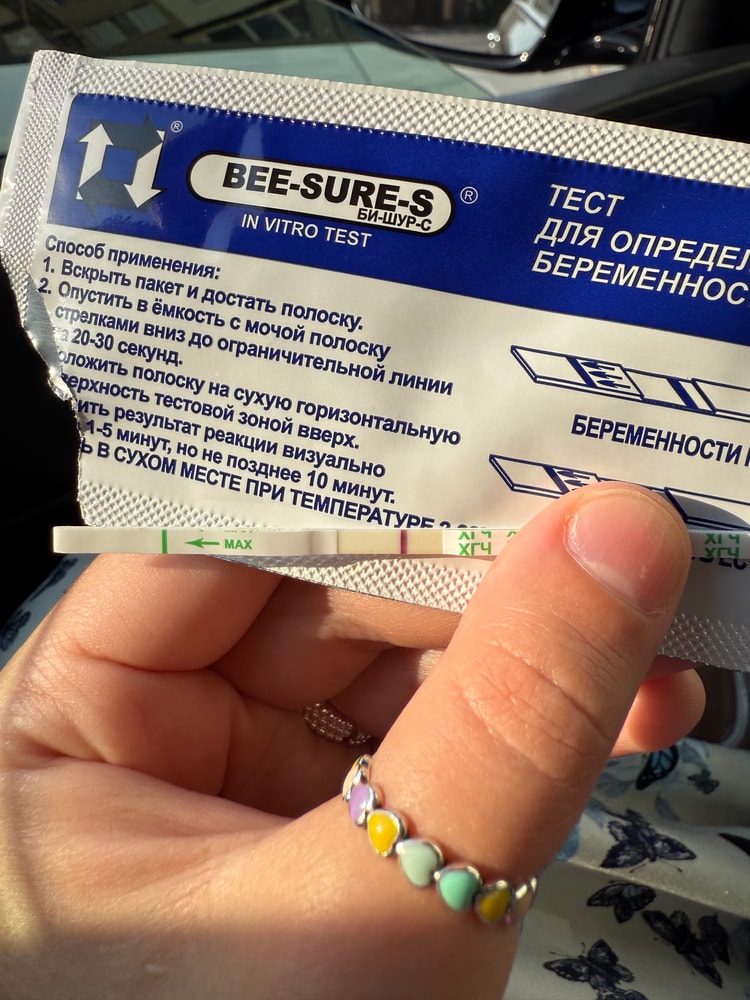 BEE-SURE-S ®
БИ-ШУР-С
IN VITRO TEST
®
ТЕСТ
ДЛЯ ОПРЕДЕЛ
БЕРЕМЕННОС
Способ применения:
1. Вскрыть пакет и достать полоску.
2. Опустить в ёмкость с мочой полоску
стрелками вниз до ограничительной линии
а 20-30 секунд.
оложить полоску на сухую горизонтальную
ерхность тестовой зоной вверх.
ить результат реакции визуально
1-5 минут, но не позднее 10 минут.
Ь В СУХОМ МЕСТЕ ПРИ ТЕМПЕРАТУРЕ
БЕРЕМЕННОСТИ
MAX
ХГЧ
ХГЧ
ХГЧ
ХГЧ